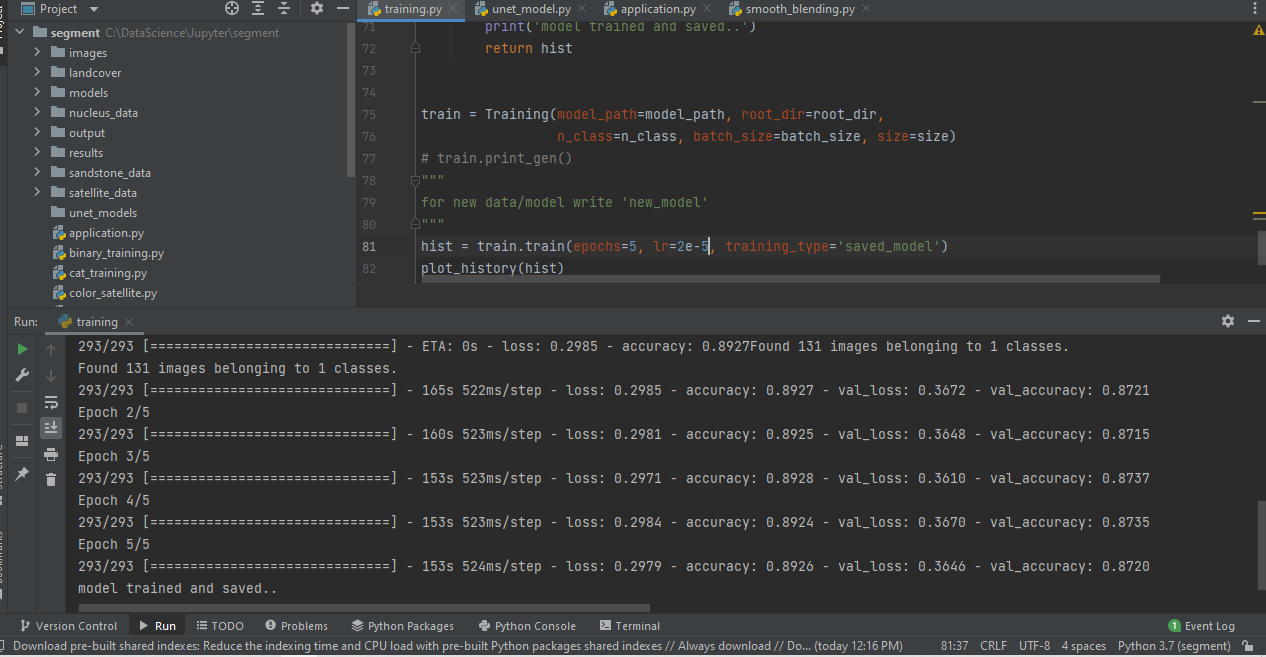 Project
training.py
unet_model.py
application.py
smooth_blending.py
segment C:\DataScience\Jupyter\segment
images
landcover
models
nucleus_data
output
results
sandstone_data
satellite_data
unet_models
application.py
binary_training.py
cat_training.py
color_satellite.py
71 print('model trained and saved..')
72 return hist
73
74
75 train = Training(model_path=model_path, root_dir=root_dir,
76 n_class=n_class, batch_size=batch_size, size=size)
77 # train.print_gen()
78 """
79 for new data/model write 'new_model'
80 """
81 hist = train.train(epochs=5, lr=2e-5, training_type='saved_model')
82 plot_history(hist)
Run: training
293/293 [==============================] - ETA: 0s - loss: 0.2985 - accuracy: 0.8927Found 131 images belonging to 1 classes.
Found 131 images belonging to 1 classes.
293/293 [==============================] - 165s 522ms/step - loss: 0.2985 - accuracy: 0.8927 - val_loss: 0.3672 - val_accuracy: 0.8721
Epoch 2/5
293/293 [==============================] - 160s 523ms/step - loss: 0.2981 - accuracy: 0.8925 - val_loss: 0.3648 - val_accuracy: 0.8715
Epoch 3/5
293/293 [==============================] - 153s 523ms/step - loss: 0.2971 - accuracy: 0.8928 - val_loss: 0.3610 - val_accuracy: 0.8737
Epoch 4/5
293/293 [==============================] - 153s 523ms/step - loss: 0.2984 - accuracy: 0.8924 - val_loss: 0.3670 - val_accuracy: 0.8735
Epoch 5/5
293/293 [==============================] - 153s 524ms/step - loss: 0.2979 - accuracy: 0.8926 - val_loss: 0.3646 - val_accuracy: 0.8720
model trained and saved..
Version Control Run TODO Problems Python Packages Python Console Terminal 1 Event Log
Download pre-built shared indexes: Reduce the indexing time and CPU load with pre-built Python packages shared indexes // Always download // Do... (today 12:16 PM) 81:37 CRLF UTF-8 4 spaces Python 3.7 (segment)